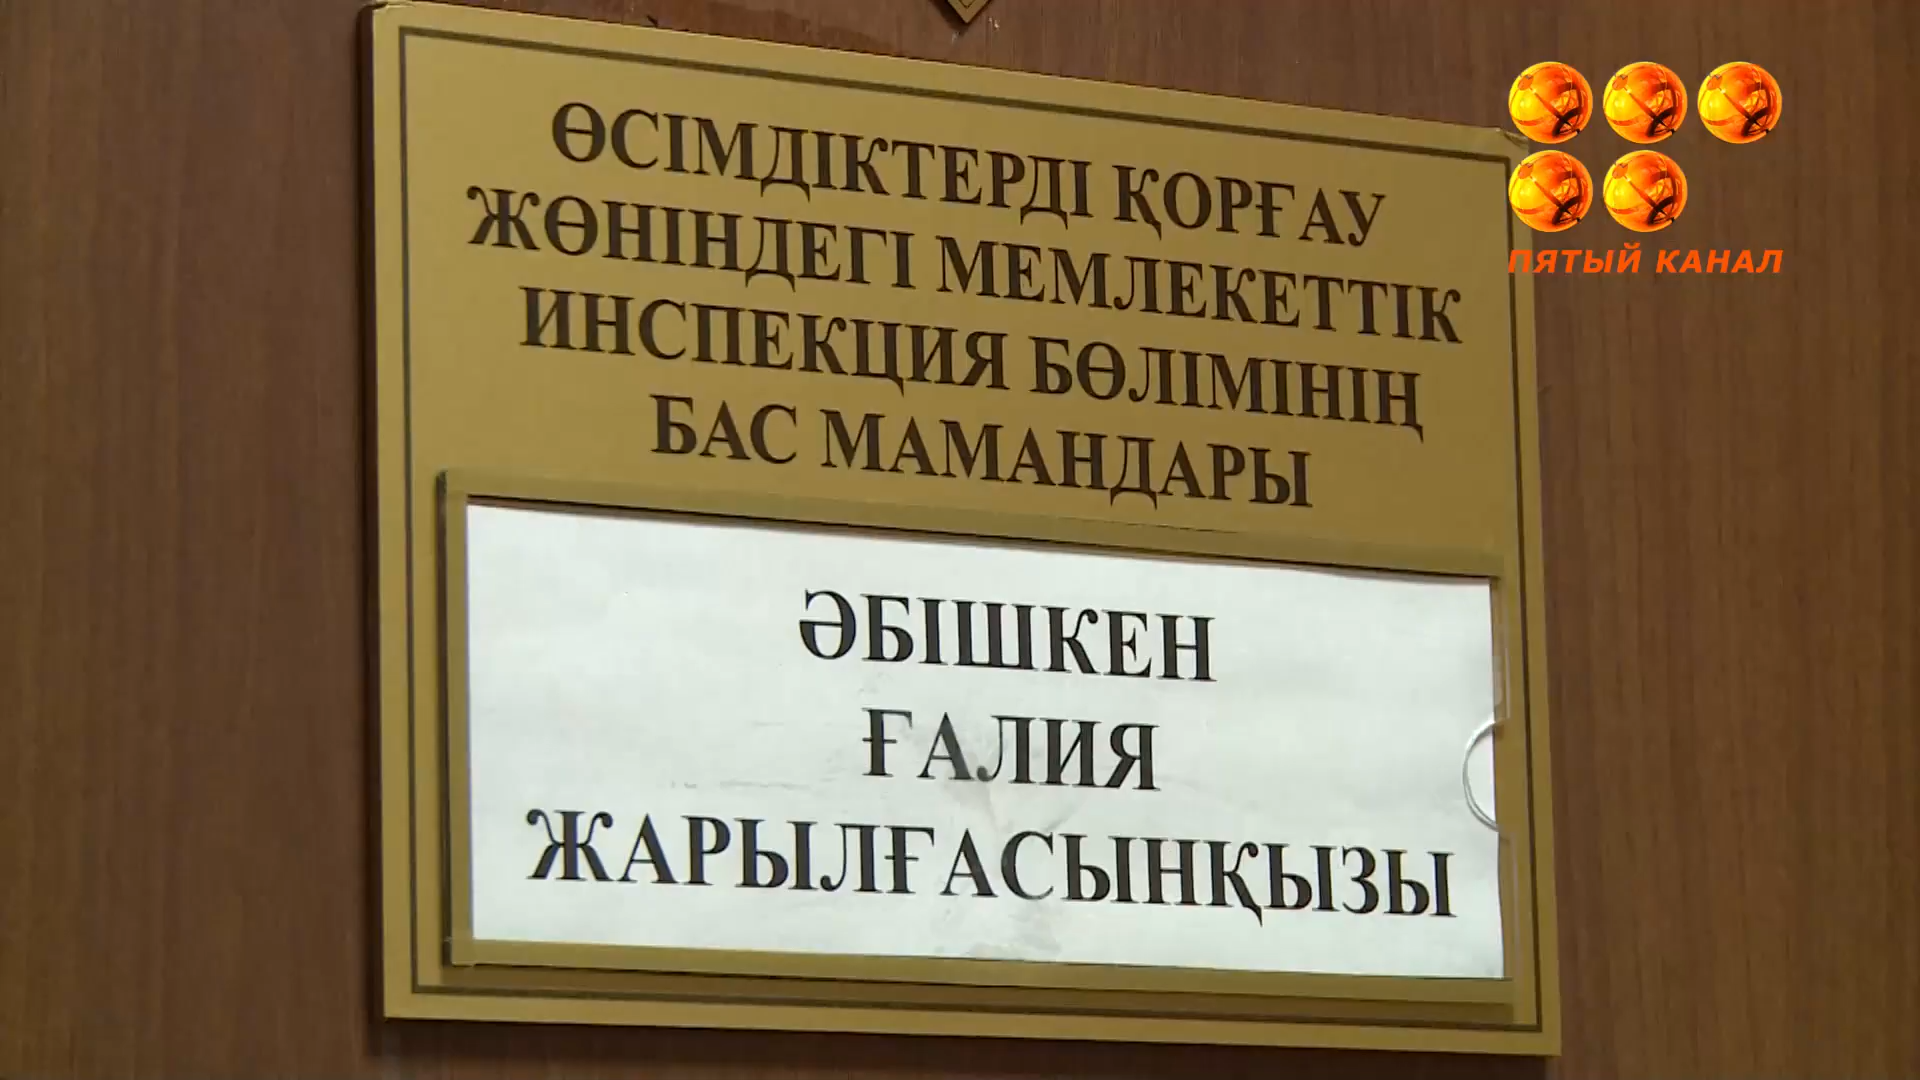 ӨСІМДІКТЕРДІ ҚОРҒАУ
ЖӨНІНДЕГІ МЕМЛЕКЕТТІК
ИНСПЕКЦИЯ БӨЛІМІНІҢ
БАС МАМАНДАРЫ
ӘБІШКЕН
ҒАЛИЯ
ЖАРЫЛҒАСЫНҚЫЗЫ
ПЯТЫЙ КАНАЛ